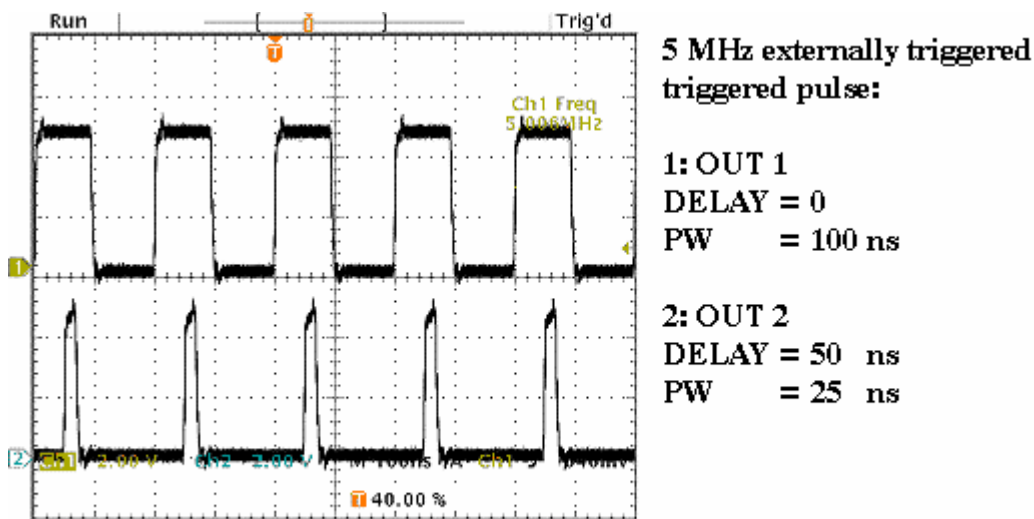 Run
Trig'd
T
Ch1 Freq
5.006MHz
1
2
Ch1 2.00 V Ch2 2.00 V M 100ns A Ch1
T 40.00 %
5 MHz externally triggered
triggered pulse:
1: OUT 1
DELAY = 0
PW = 100 ns
2: OUT 2
DELAY = 50 ns
PW = 25 ns